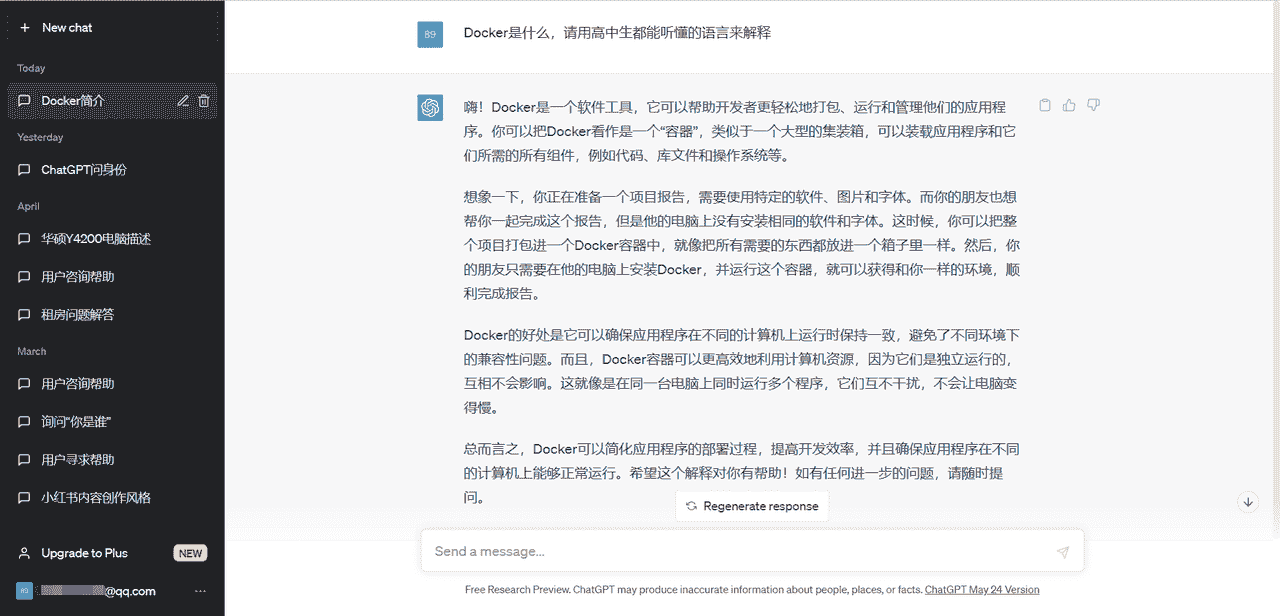 New chat
Today
Docker简介
Yesterday
ChatGPT问身份
April
华硕Y4200电脑描述
用户咨询帮助
租房问题解答
March
用户咨询帮助
询问“你是谁”
用户寻求帮助
小红书内容创作风格
Upgrade to Plus
NEW
89
@qq.com
89
Docker是什么，请用高中生都能听懂的语言来解释
嗨！Docker是一个软件工具，它可以帮助开发者更轻松地打包、运行和管理他们的应用程
序。你可以把Docker看作是一个“容器”，类似于一个大型的集装箱，可以装载应用程序和它
们所需的所有组件，例如代码、库文件和操作系统等。
想象一下，你正在准备一个项目报告，需要使用特定的软件、图片和字体。而你的朋友也想
帮你一起完成这个报告，但是他的电脑上没有安装相同的软件和字体。这时候，你可以把整
个项目打包进一个Docker容器中，就像把所有需要的东西都放进一个箱子里一样。然后，你
的朋友只需要在他的电脑上安装Docker，并运行这个容器，就可以获得和你一样的环境，顺
利完成报告。
Docker的好处是它可以确保应用程序在不同的计算机上运行时保持一致，避免了不同环境下
的兼容性问题。而且，Docker容器可以更高效地利用计算机资源，因为它们是独立运行的，
互相不会影响。这就像是在同一台电脑上同时运行多个程序，它们互不干扰，不会让电脑变
得慢。
总而言之，Docker可以简化应用程序的部署过程，提高开发效率，并且确保应用程序在不同
的计算机上能够正常运行。希望这个解释对你有帮助！如有任何进一步的问题，请随时提
问。
Regenerate response
Send a message...
Free Research Preview. ChatGPT may produce inaccurate information about people, places, or facts. ChatGPT May 24 Version